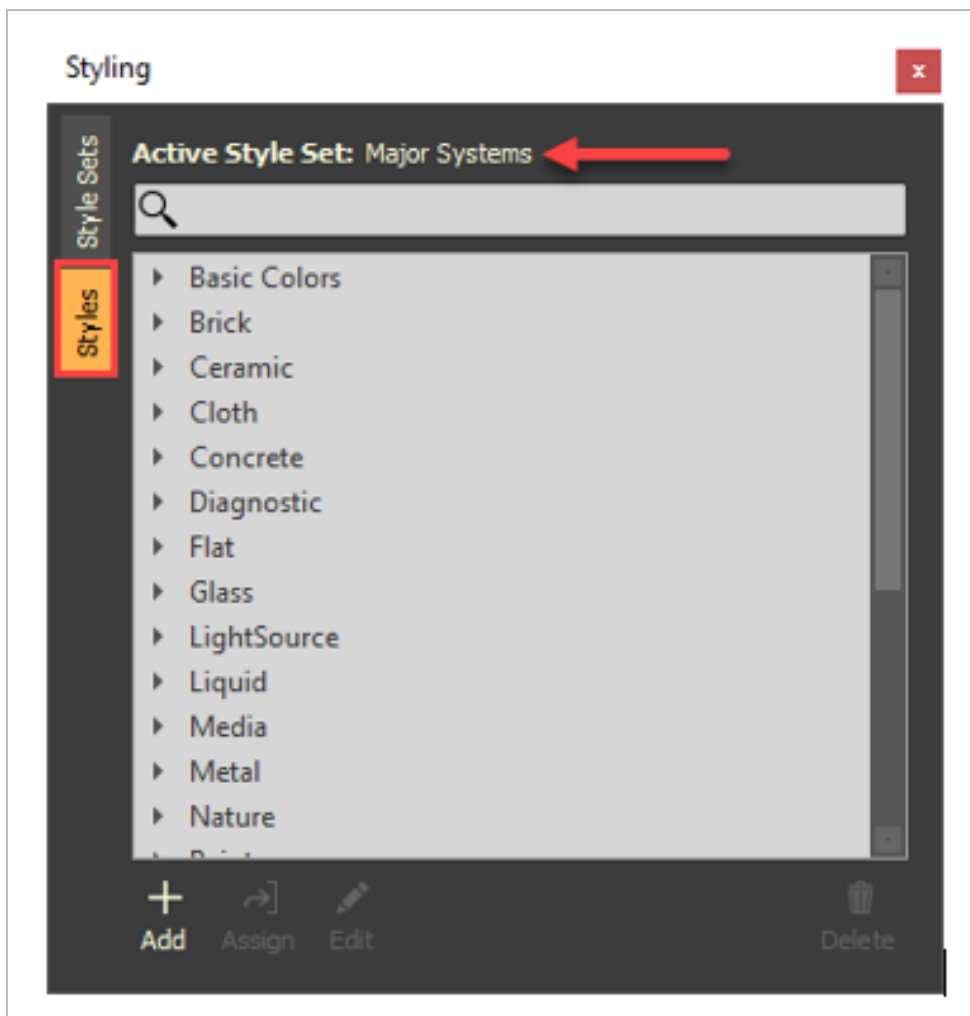 Styling
x
Style Sets
Styles
Active Style Set: Major Systems
Basic Colors
Brick
Ceramic
Cloth
Concrete
Diagnostic
Flat
Glass
LightSource
Liquid
Media
Metal
Nature
Add
Assign
Edit
Delete